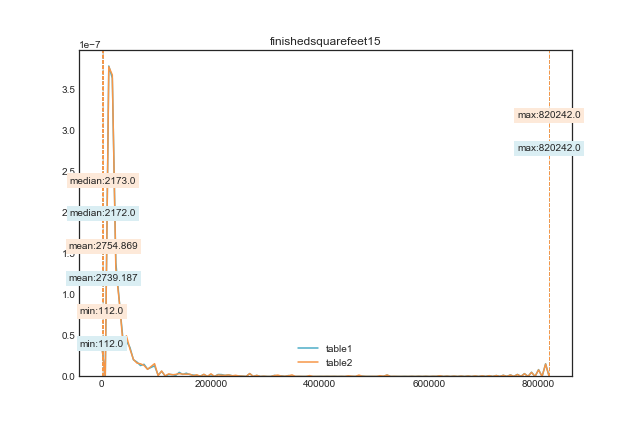 finishedsquarefeet15
1e−7
3.5
max:820242.0
3.0
max:820242.0
2.5
median:2173.0
2
median:2172.0
mean:2754.869
1.5
mean:2739.187
1.0
min:112.0
0.5
min:112.0
table1
table2
0.0
0
200000
400000
600000
800000